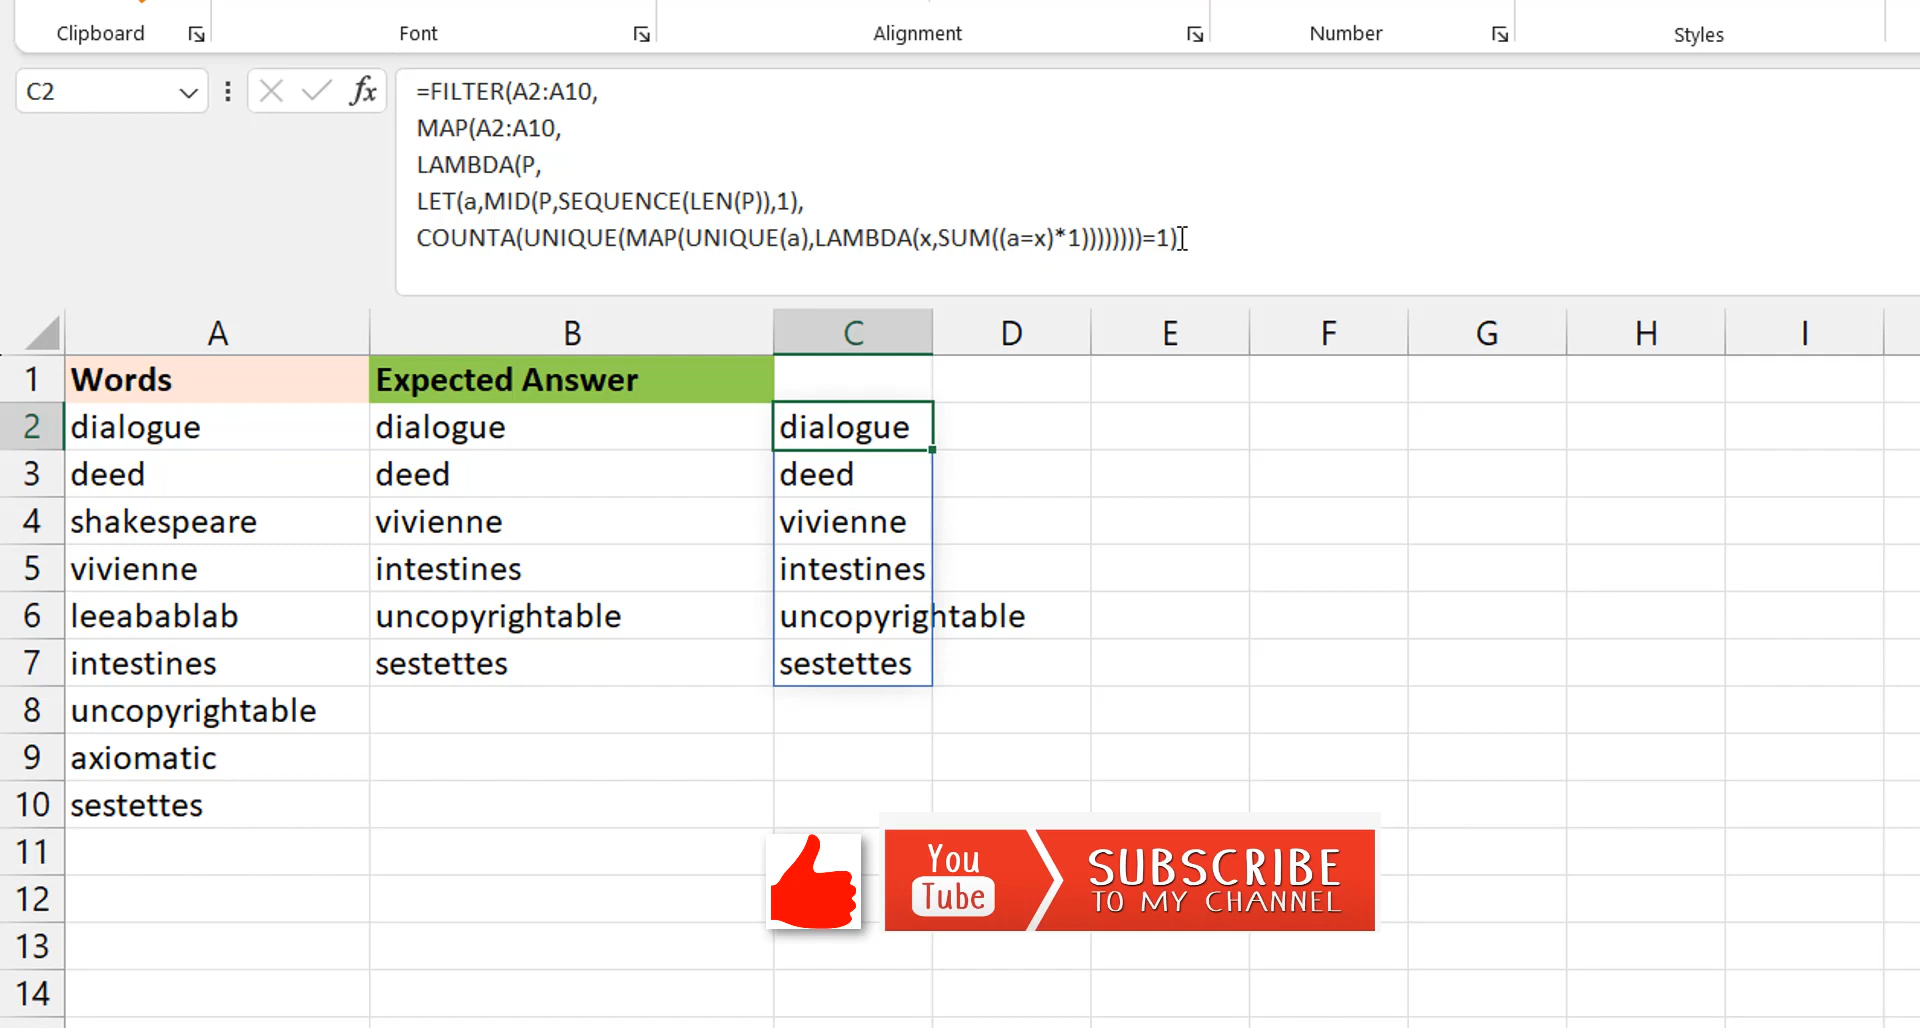 Clipboard Font Alignment Number Styles
C2 fx =FILTER(A2:A10,
MAP(A2:A10,
LAMBDA(P,
LET(a,MID(P,SEQUENCE(LEN(P)),1),
COUNTA(UNIQUE(MAP(UNIQUE(a),LAMBDA(x,SUM((a=x)*1))))))))=1)
A B C D E F G H I
1 Words Expected Answer
2 dialogue dialogue dialogue
3 deed deed deed
4 shakespeare vivienne vivienne
5 vivienne intestines intestines
6 leeabablab uncopyrightable uncopyrightable
7 intestines sestettes sestettes
8 uncopyrightable
9 axiomatic
10 sestettes
11
12
13
14
You
Tube
SUBSCRIBE
TO MY CHANNEL